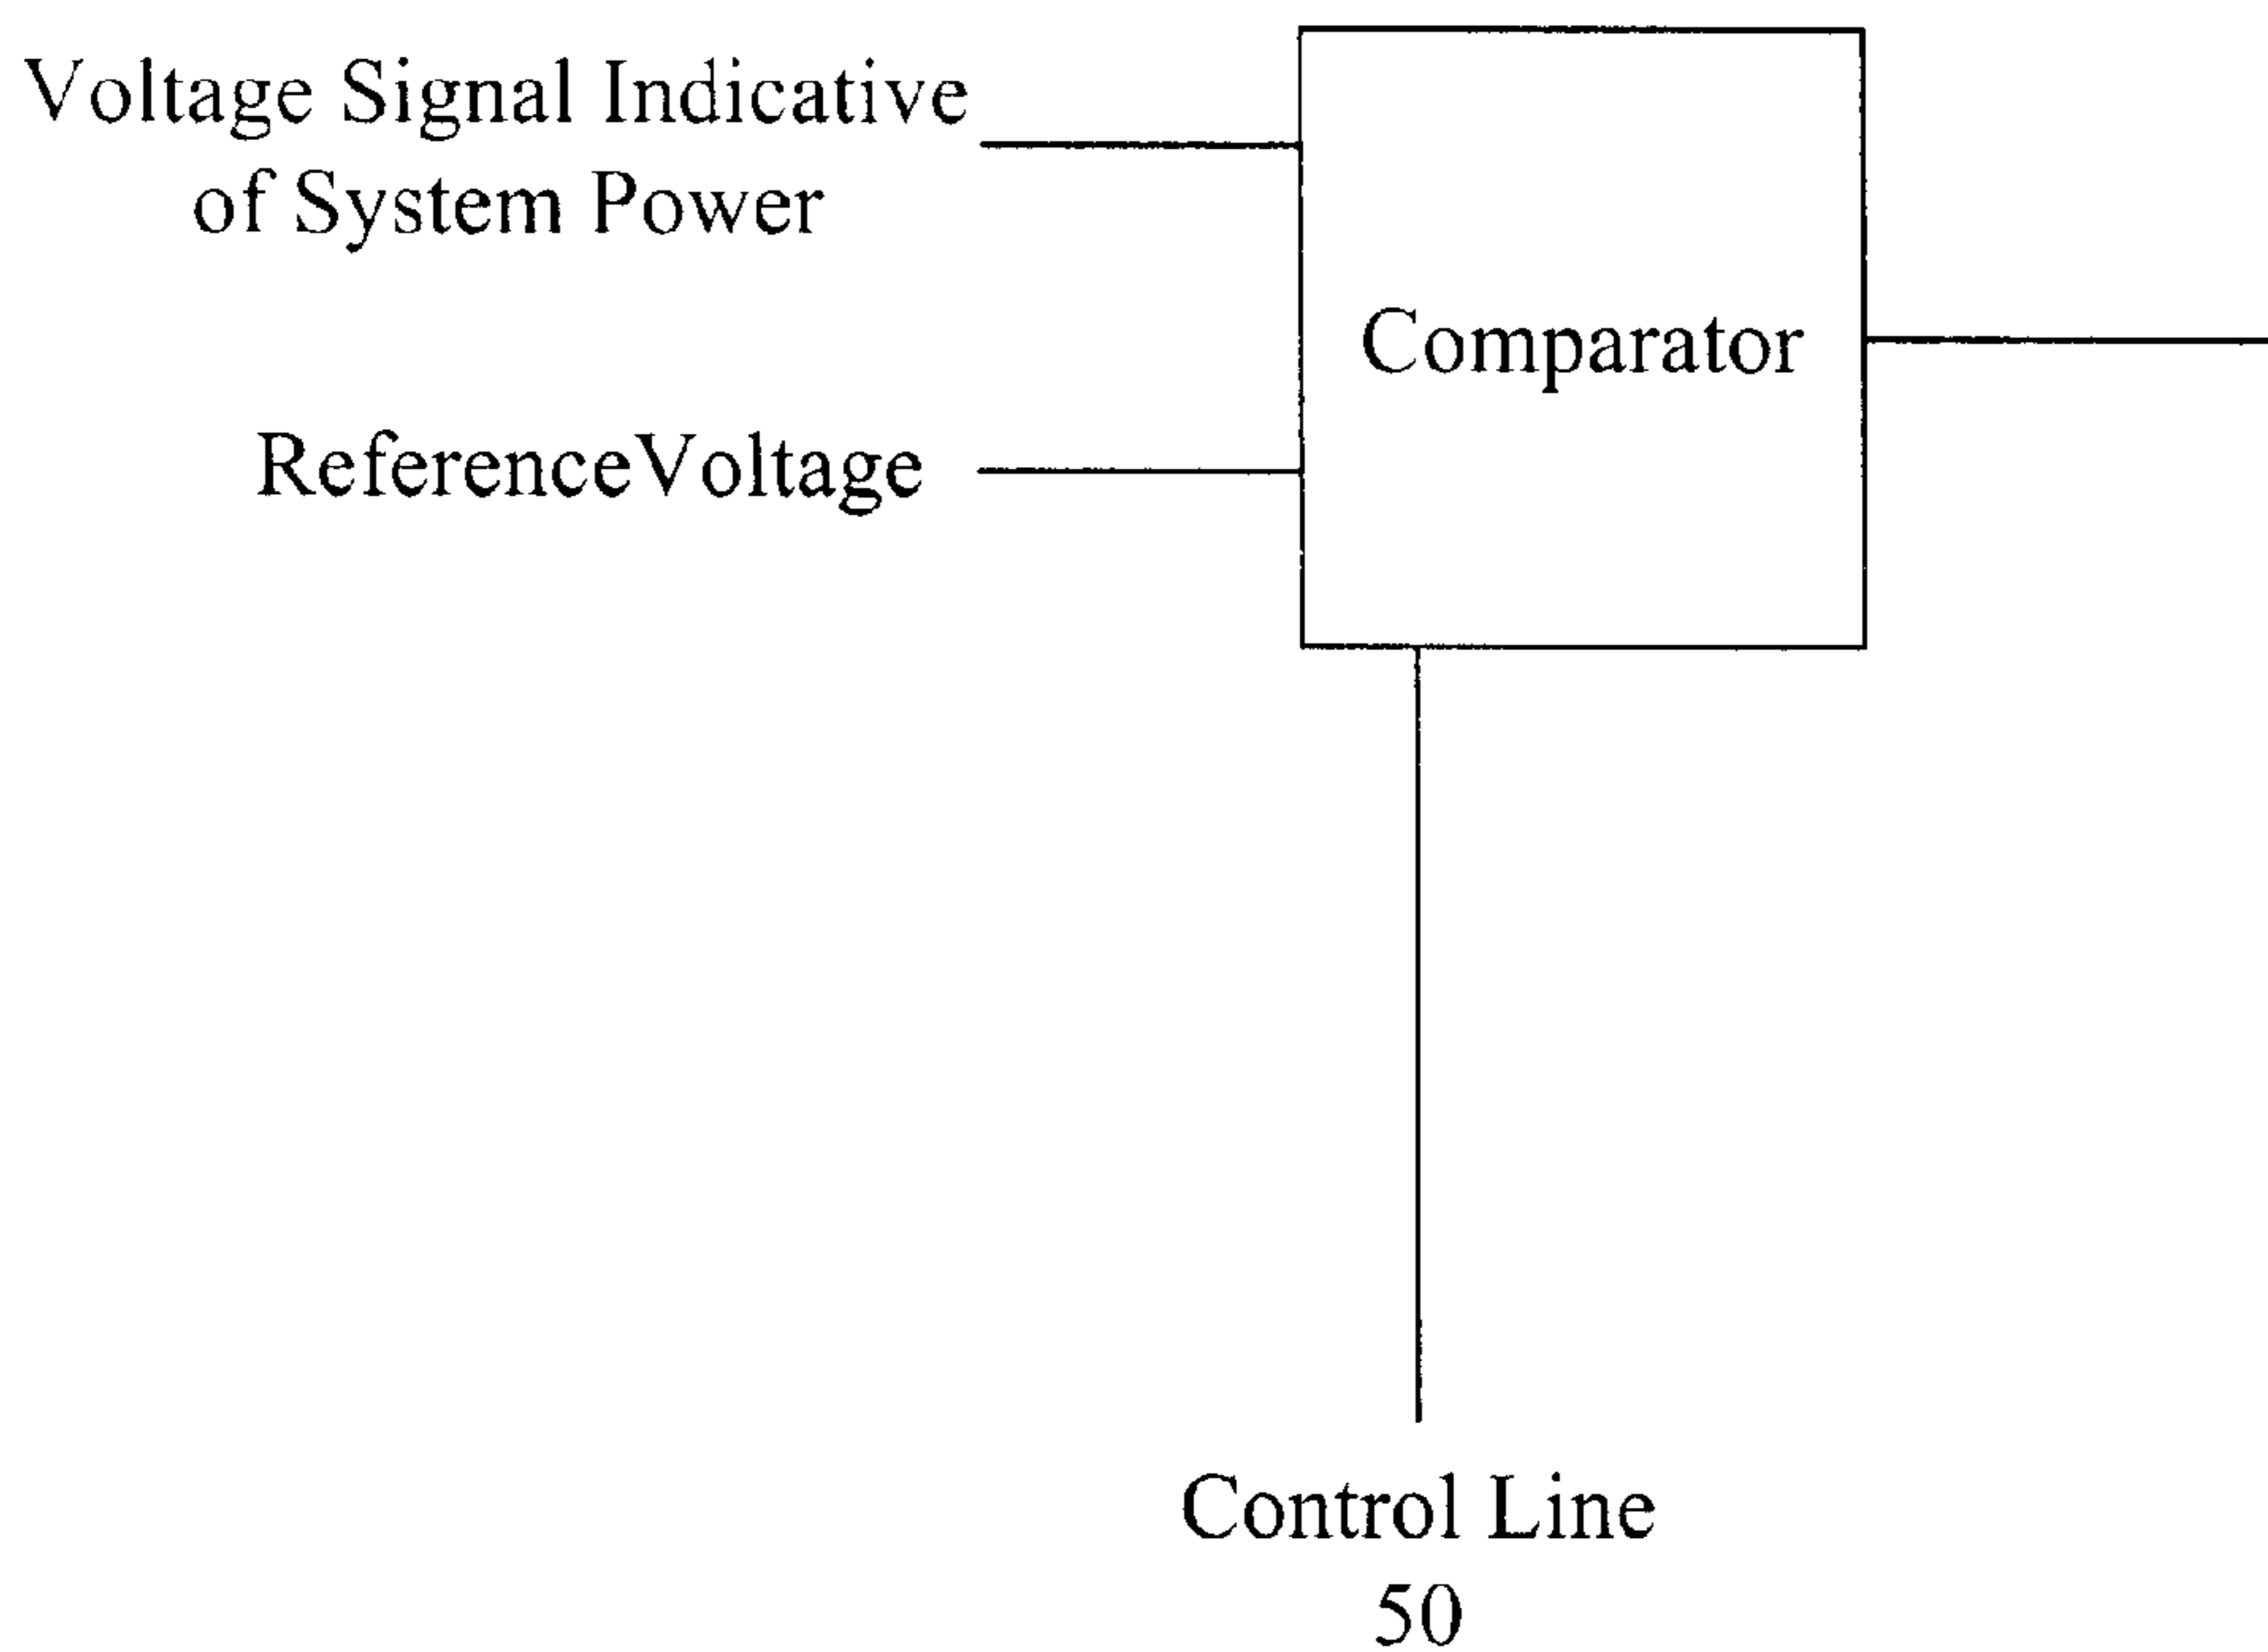 Voltage Signal Indicative
of System Power
Comparator
ReferenceVoltage
Control Line
50